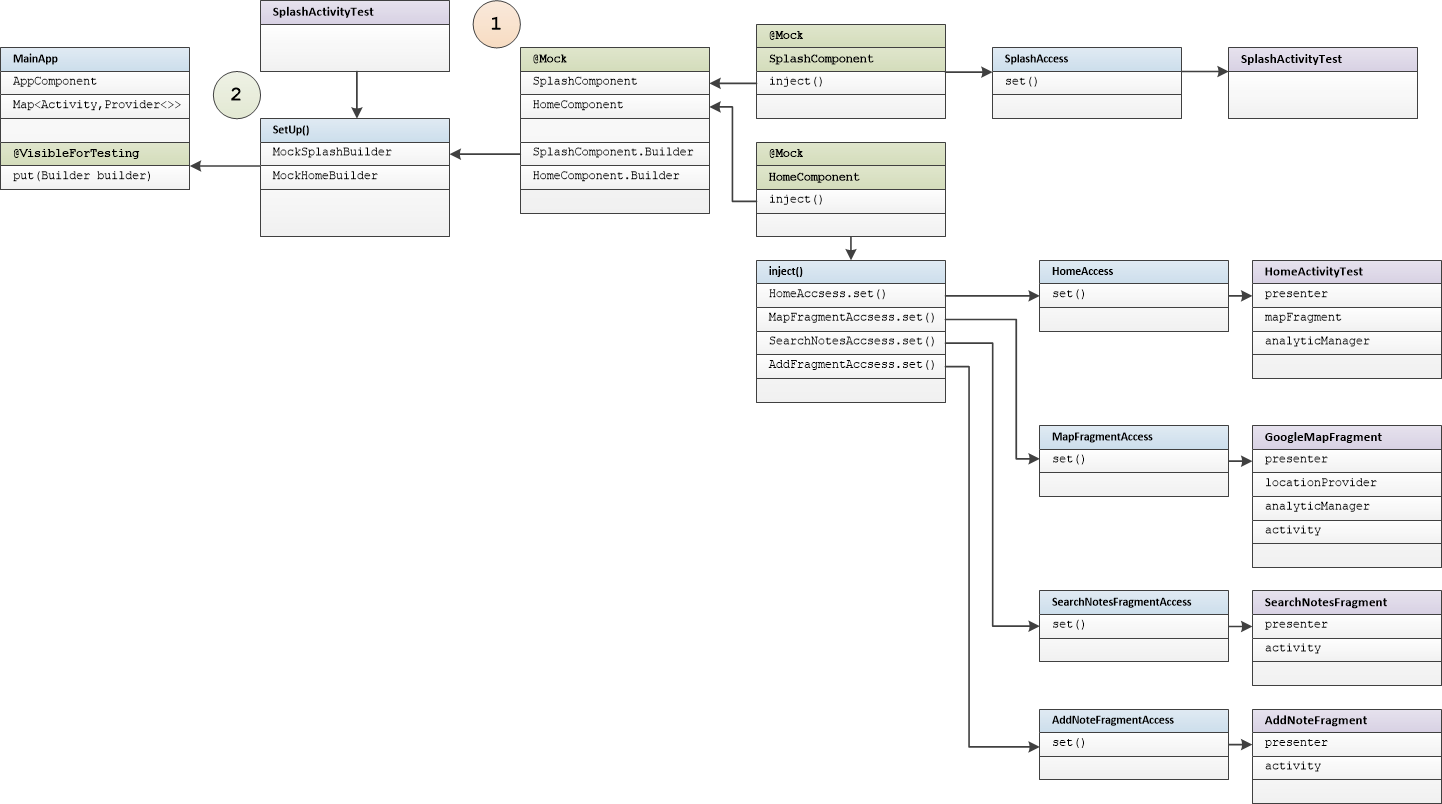 SplashActivityTest
1
MainApp
AppComponent
Map<Activity,Provider<>>
@VisibleForTesting
put(Builder builder)
2
SetUp()
MockSplashBuilder
MockHomeBuilder
@Mock
SplashComponent
HomeComponent
SplashComponent.Builder
HomeComponent.Builder
@Mock
SplashComponent
inject()
SplashAccess
set()
SplashActivityTest
@Mock
HomeComponent
inject()
inject()
HomeAccsess.set()
MapFragmentAccsess.set()
SearchNotesAccsess.set()
AddFragmentAccsess.set()
HomeAccess
set()
HomeActivityTest
presenter
mapFragment
analyticManager
MapFragmentAccess
set()
GoogleMapFragment
presenter
locationProvider
analyticManager
activity
SearchNotesFragmentAccess
set()
SearchNotesFragment
presenter
activity
AddNoteFragmentAccess
set()
AddNoteFragment
presenter
activity